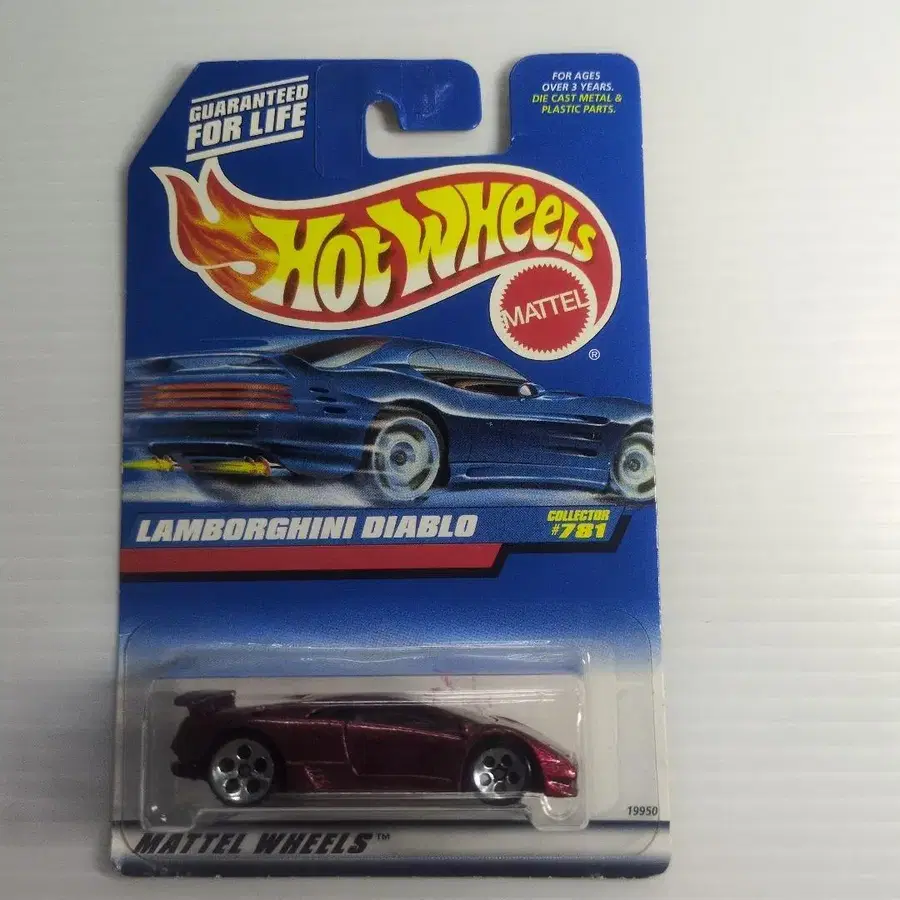 GUARANTEED
FOR LIFE
FOR AGES
OVER 3 YEARS.
DIE CAST METAL &
PLASTIC PARTS.
HOT WHEELS
MATTEL
®
LAMBORGHINI DIABLO
COLLECTOR
#781
19950
MATTEL WHEELS™